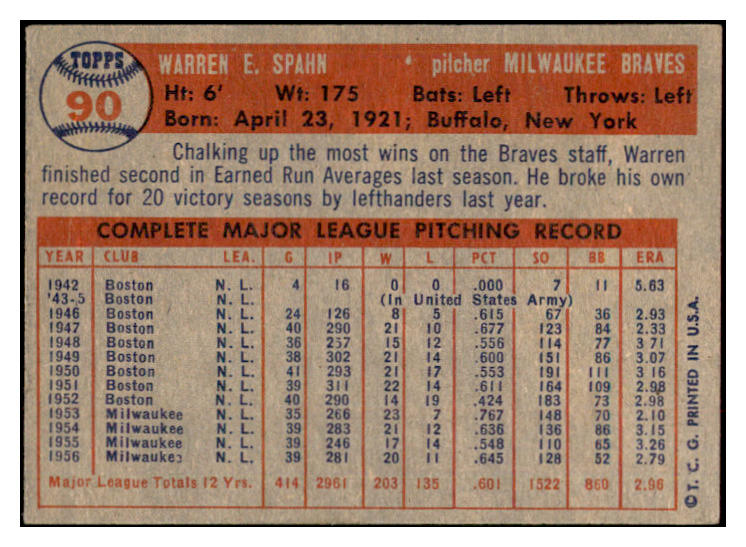 TOPPS
90
WARREN E. SPAHN • pitcher MILWAUKEE BRAVES
Ht: 6' Wt: 175 Bats: Left Throws: Left
Born: April 23, 1921; Buffalo, New York
Chalking up the most wins on the Braves staff, Warren
finished second in Earned Run Averages last season. He broke his own
record for 20 victory seasons by lefthanders last year.
COMPLETE MAJOR LEAGUE PITCHING RECORD
YEAR CLUB LEA. G IP W L PCT SO BB ERA
1942 Boston N. L. 4 16 0 0 .000 7 11 5.63
'43-5 Boston N. L. (In United States Army)
1946 Boston N. L. 24 126 8 5 .615 67 36 2.93
1947 Boston N. L. 40 290 21 10 .677 123 84 2.33
1948 Boston N. L. 36 257 15 12 .556 114 77 3 71
1949 Boston N. L. 38 302 21 14 .600 151 86 3.07
1950 Boston N. L. 41 293 21 17 .553 191 111 3 16
1951 Boston N. L. 39 311 22 14 .611 164 109 2.98
1952 Boston N. L. 40 290 14 19 .424 183 73 2.98
1953 Milwaukee N. L. 35 266 23 7 .767 148 70 2.10
1954 Milwaukee N. L. 39 283 21 12 .636 136 86 3.15
1955 Milwaukee N. L. 39 246 17 14 .548 110 65 3.26
1956 Milwaukee N. L. 39 281 20 11 .645 128 52 2.79
Major League Totals 12 Yrs. 414 2961 203 135 .601 1522 860 2.96
© T. C. G. PRINTED IN U.S.A.